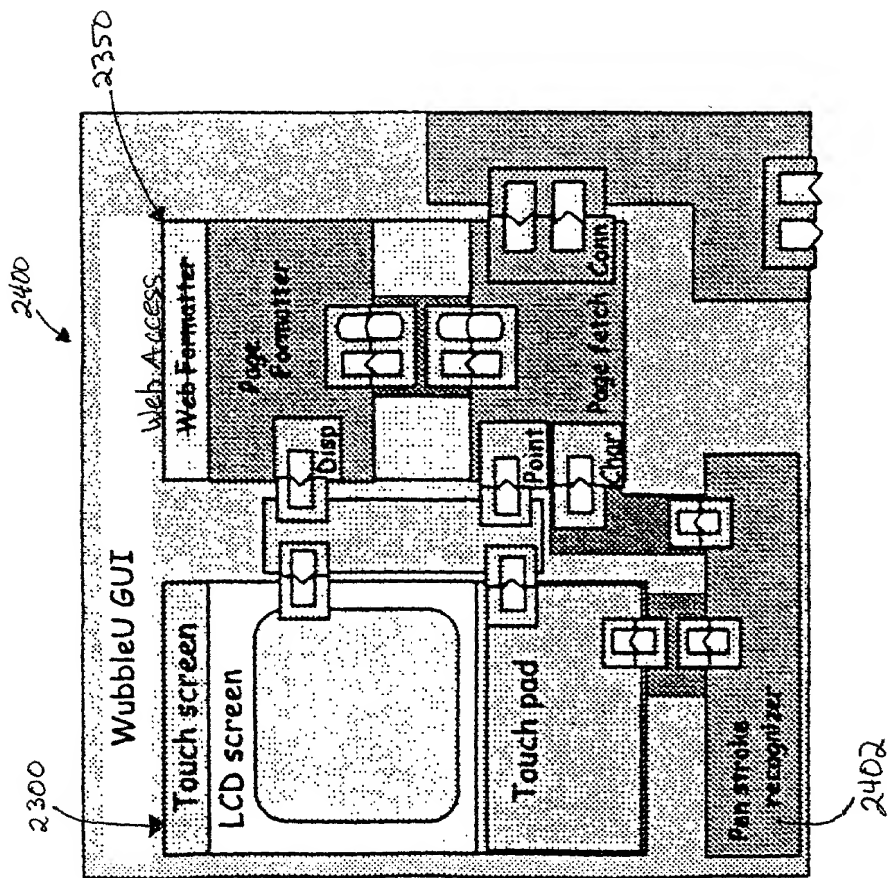 2400
2300
2350
WubbleU GUI
Touch screen
Web Access
Web Formatter
LCD screen
Page
Formatter
Disp
Touch pad
Point
Char
Page fetch
Conn
Pen stroke
recognizer
2402